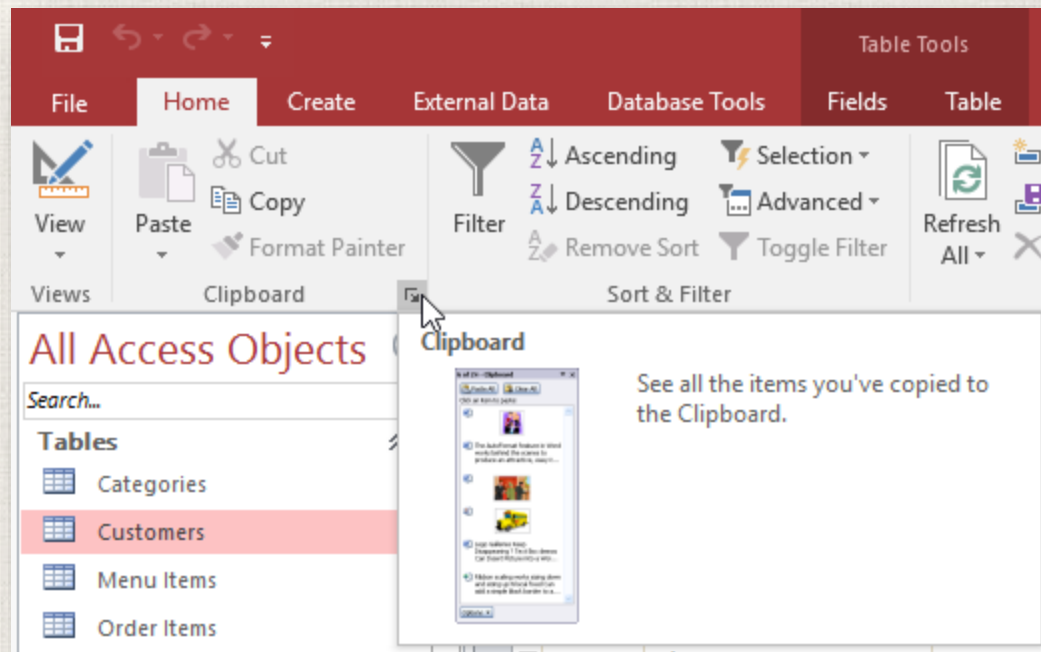 Table Tools
File Home Create External Data Database Tools Fields Table
View
Paste
Cut
Copy
Format Painter
Filter
Ascending
Descending
Remove Sort
Selection
Advanced
Toggle Filter
Refresh
All
Views Clipboard Sort & Filter
All Access Objects
Search...
Tables
Categories
Customers
Menu Items
Order Items
Clipboard
See all the items you've copied to
the Clipboard.